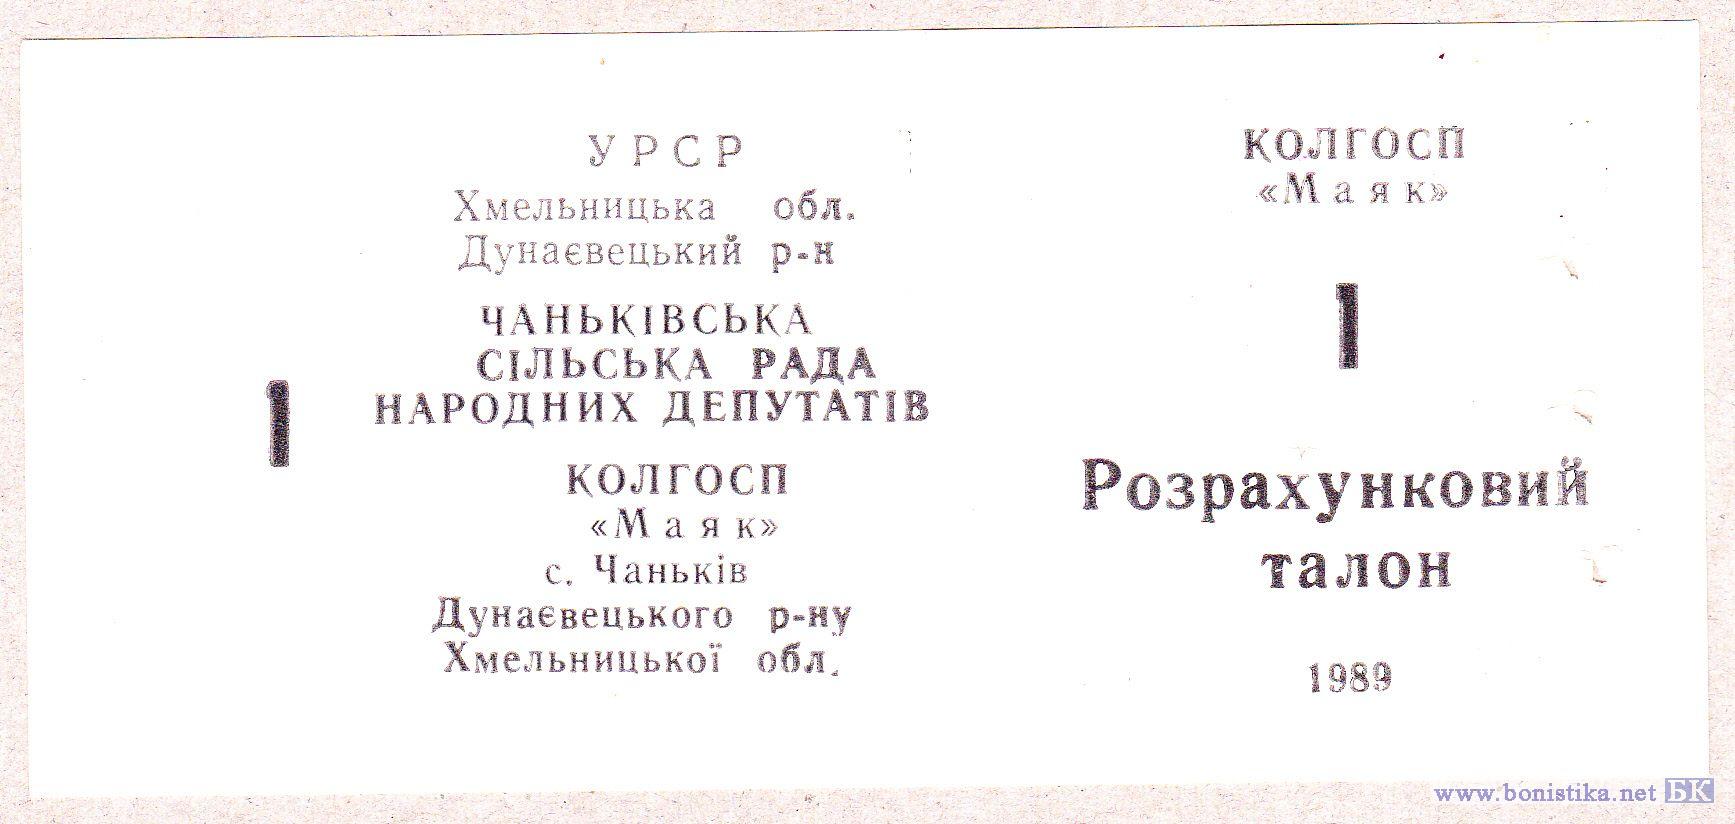 УРСР
Хмельницька обл.
Дунаєвецький р-н
ЧАНЬКІВСЬКА
СІЛЬСЬКА РАДА
НАРОДНИХ ДЕПУТАТІВ
1
КОЛГОСП
«Маяк»
с. Чаньків
Дунаєвецького р-ну
Хмельницької обл.
КОЛГОСП
«Маяк»
1
Розрахунковий
талон
1989
www.bonistika.net БК